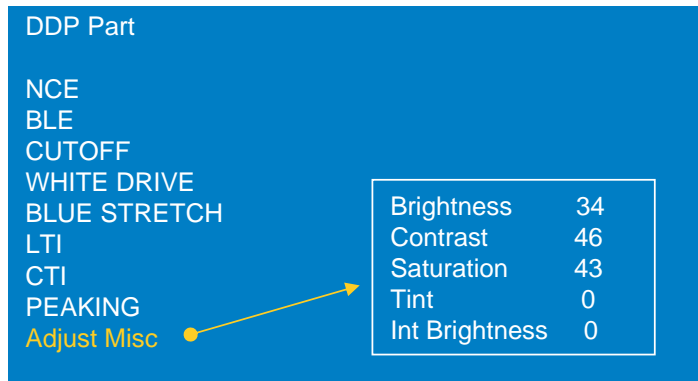 DDP Part
NCE
BLE
CUTOFF
WHITE DRIVE
BLUE STRETCH
LTI
CTI
PEAKING
Adjust Misc
Brightness 34
Contrast 46
Saturation 43
Tint 0
Int Brightness 0